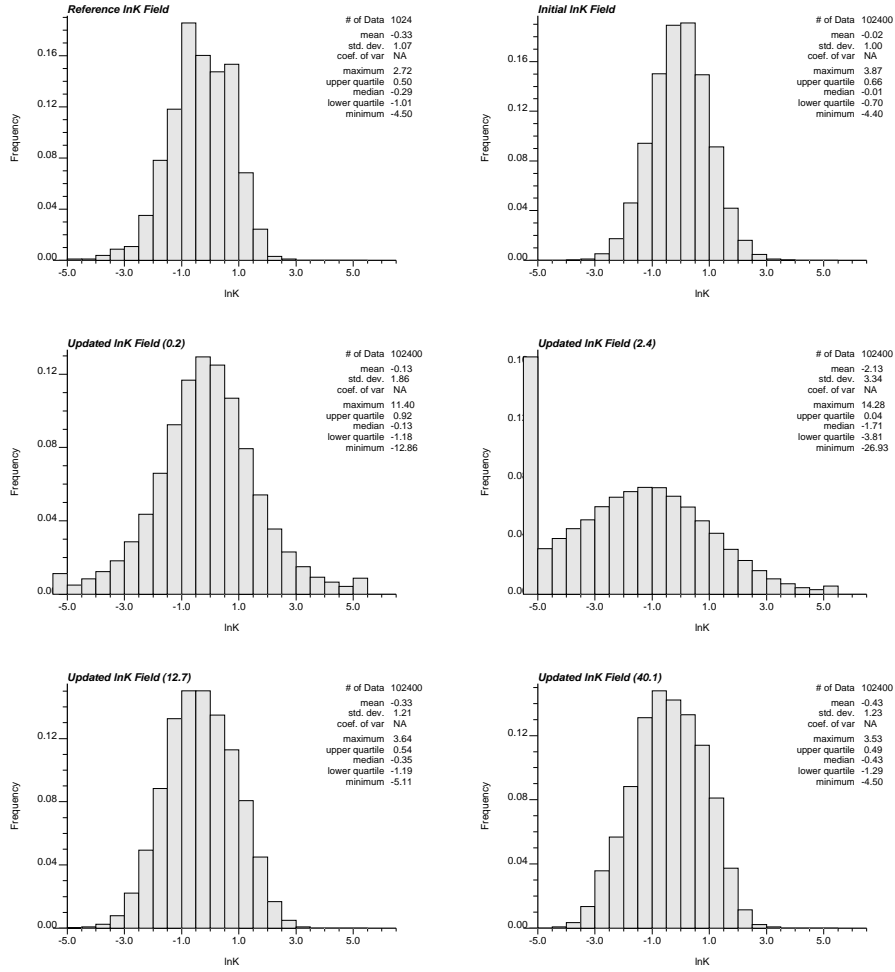 Reference lnK Field
# of Data 1024
mean -0.33
std. dev. 1.07
coef. of var NA
maximum 2.72
upper quartile 0.50
median -0.29
lower quartile -1.01
minimum -4.50
Frequency
0.16
0.12
0.08
0.04
0.00
-5.0 -3.0 -1.0 1.0 3.0 5.0
lnK
Initial lnK Field
# of Data 102400
mean -0.02
std. dev. 1.00
coef. of var NA
maximum 3.87
upper quartile 0.66
median -0.01
lower quartile -0.70
minimum -4.40
Frequency
0.16
0.12
0.08
0.04
0.00
-5.0 -3.0 -1.0 1.0 3.0 5.0
lnK
Updated lnK Field (0.2)
# of Data 102400
mean -0.13
std. dev. 1.86
coef. of var NA
maximum 11.40
upper quartile 0.92
median -0.13
lower quartile -1.18
minimum -12.86
Frequency
0.12
0.08
0.04
0.00
-5.0 -3.0 -1.0 1.0 3.0 5.0
lnK
Updated lnK Field (2.4)
# of Data 102400
mean -2.13
std. dev. 3.34
coef. of var NA
maximum 14.28
upper quartile 0.04
median -1.71
lower quartile -3.81
minimum -26.93
Frequency
-5.0 -3.0 -1.0 1.0 3.0 5.0
lnK
Updated lnK Field (12.7)
# of Data 102400
mean -0.33
std. dev. 1.21
coef. of var NA
maximum 3.64
upper quartile 0.54
median -0.35
lower quartile -1.19
minimum -5.11
Frequency
0.12
0.08
0.04
0.00
-5.0 -3.0 -1.0 1.0 3.0 5.0
lnK
Updated lnK Field (40.1)
# of Data 102400
mean -0.43
std. dev. 1.23
coef. of var NA
maximum 3.53
upper quartile 0.49
median -0.43
lower quartile -1.29
minimum -4.50
Frequency
0.12
0.08
0.04
0.00
-5.0 -3.0 -1.0 1.0 3.0 5.0
lnK